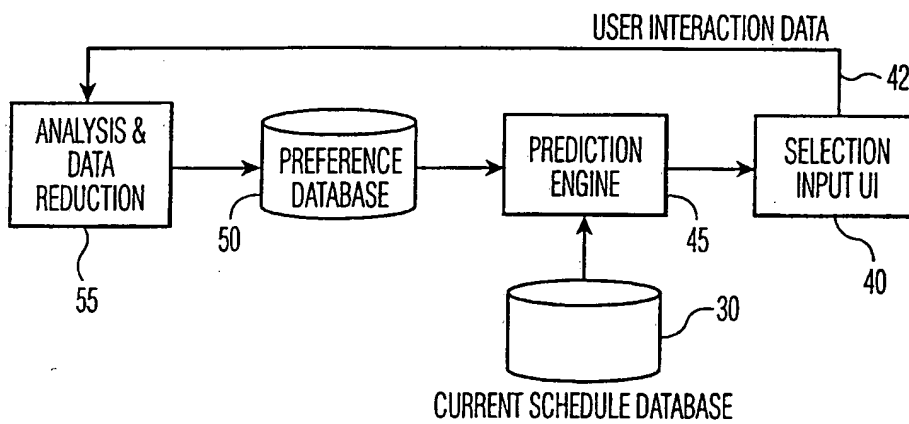 USER INTERACTION DATA
42
ANALYSIS &
DATA
REDUCTION
PREFERENCE
DATABASE
PREDICTION
ENGINE
SELECTION
INPUT UI
50
45
40
55
30
CURRENT SCHEDULE DATABASE